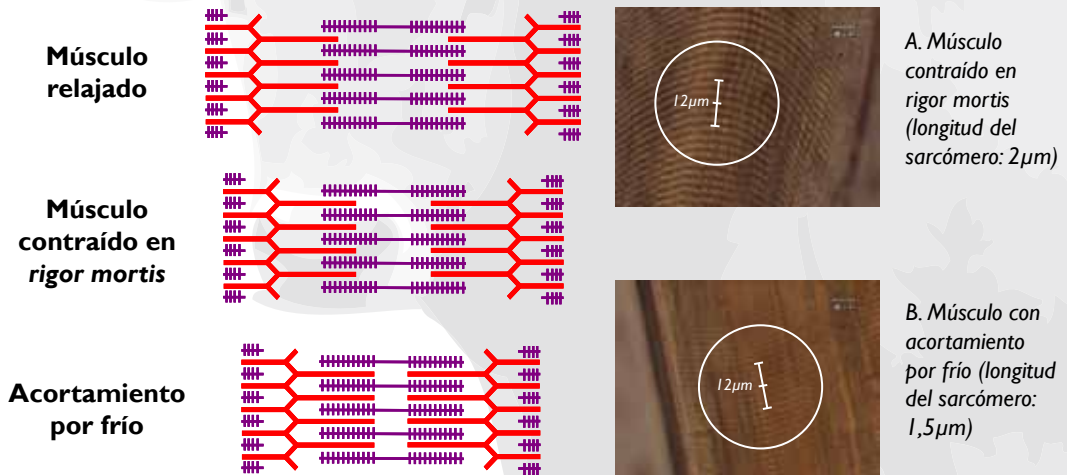 Músculo
relajado
12µm
A. Músculo
contraído en
rigor mortis
(longitud del
sarcómero: 2µm)
Músculo
contraído en
rigor mortis
Acortamiento
por frío
12µm
B. Músculo con
acortamiento
por frío (longitud
del sarcómero:
1,5µm)